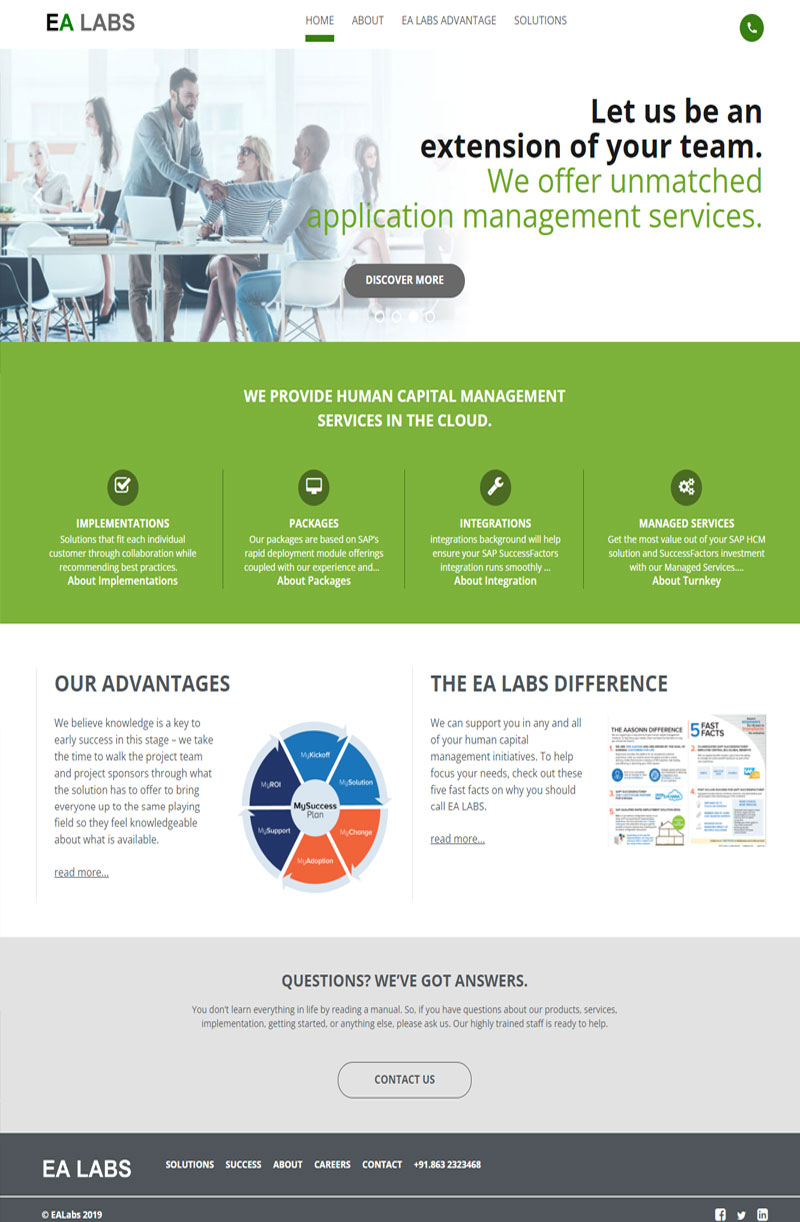 EA LABS
HOME ABOUT EA LABS ADVANTAGE SOLUTIONS
Let us be an
extension of your team.
We offer unmatched
application management services.
DISCOVER MORE
WE PROVIDE HUMAN CAPITAL MANAGEMENT
SERVICES IN THE CLOUD.
IMPLEMENTATIONS
Solutions that fit each individual
customer through collaboration while
recommending best practices.
About Implementations
PACKAGES
Our packages are based on SAP's
rapid deployment module offerings
coupled with our experience and...
About Packages
INTEGRATIONS
integrations background will help
ensure your SAP SuccessFactors
integration runs smoothly ...
About Integration
MANAGED SERVICES
Get the most value out of your SAP HCM
solution and SuccessFactors investment
with our Managed Services....
About Turnkey
OUR ADVANTAGES
We believe knowledge is a key to
early success in this stage – we take
the time to walk the project team
and project sponsors through what
the solution has to offer to bring
everyone up to the same playing
field so they feel knowledgeable
about what is available.
read more...
MyKickoff
MySolution
MyChange
MyAdoption
MySupport
MyROI
MySuccess
Plan
THE EA LABS DIFFERENCE
We can support you in any and all
of your human capital
management initiatives. To help
focus your needs, check out these
five fast facts on why you should
call EA LABS.
read more...
THE AASONN DIFFERENCE
5 FAST
FACTS
QUESTIONS? WE'VE GOT ANSWERS.
You don't learn everything in life by reading a manual. So, if you have questions about our products, services,
implementation, getting started, or anything else, please ask us. Our highly trained staff is ready to help.
CONTACT US
EA LABS
SOLUTIONS SUCCESS ABOUT CAREERS CONTACT +91.863 2323468
© EALabs 2019